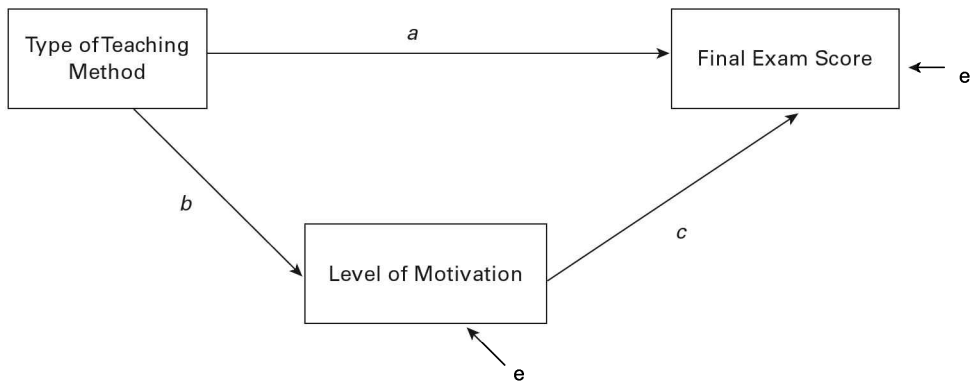 Type of Teaching
Method
a
Final Exam Score
e
b
c
Level of Motivation
e